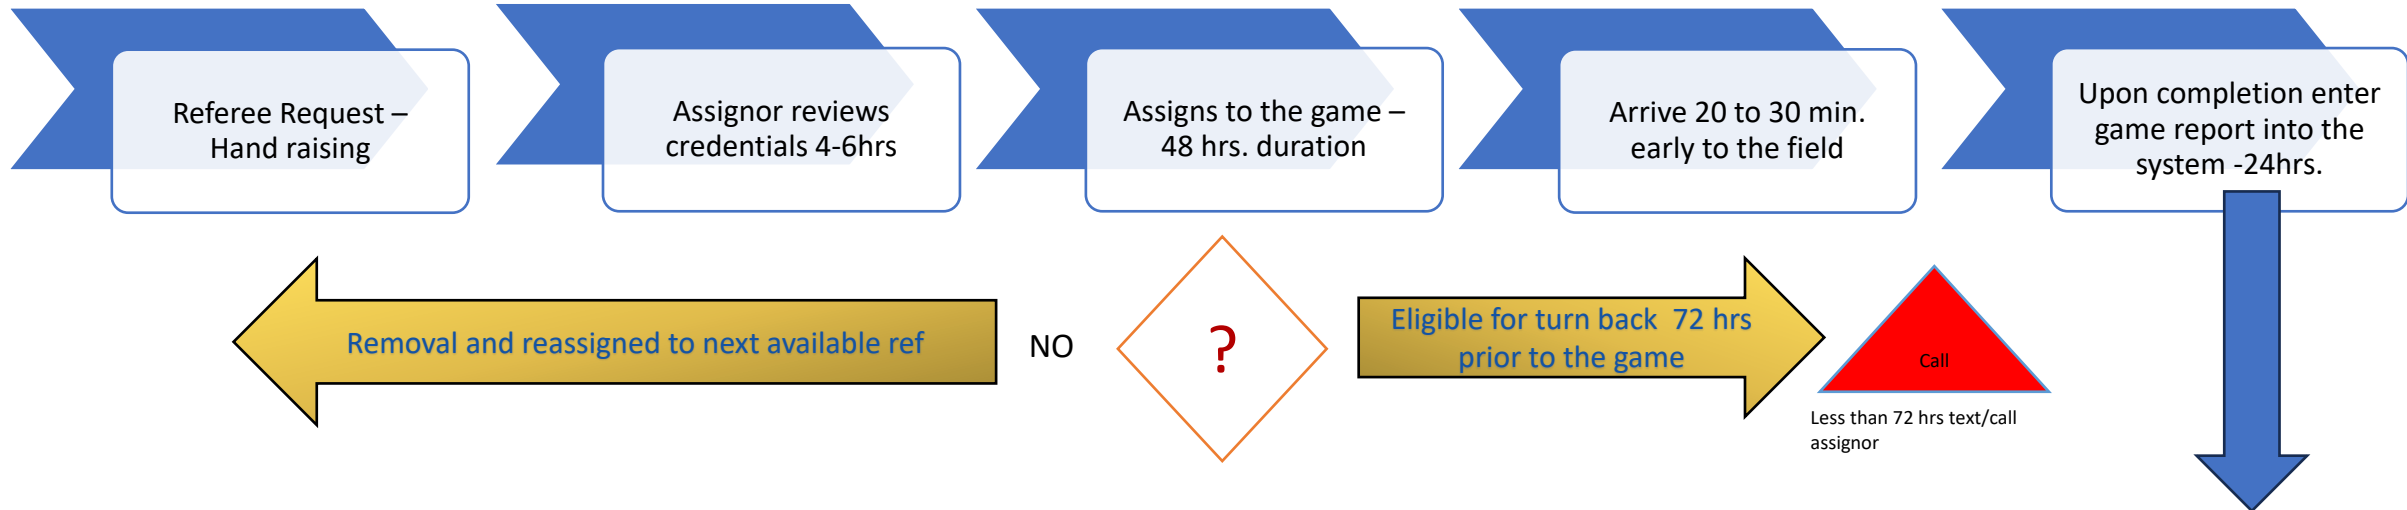 Referee Request –
Hand raising
Assignor reviews
credentials 4-6hrs
Assigns to the game –
48 hrs. duration
Arrive 20 to 30 min.
early to the field
Upon completion enter
game report into the
system -24hrs.
Removal and reassigned to next available ref
NO
?
Eligible for turn back  72 hrs
prior to the game
Call
Less than 72 hrs text/call
assignor